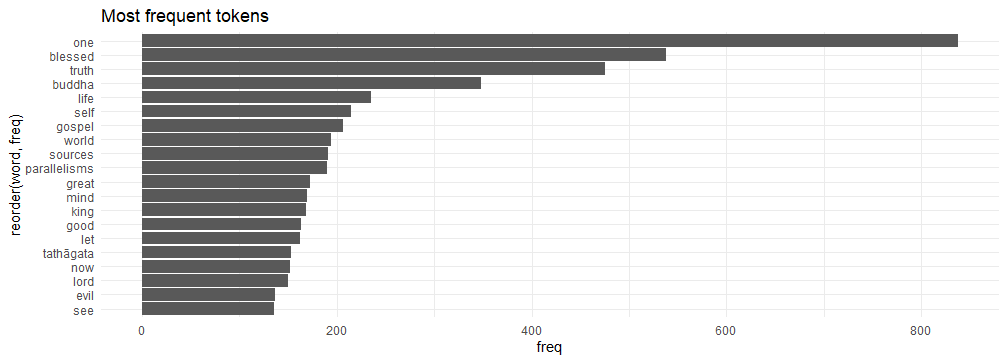 Most frequent tokens
reorder(word, freq)
one
blessed
truth
buddha
life
self
gospel
world
sources
parallelisms
great
mind
king
good
let
tathāgata
now
lord
evil
see
0 200 400 600 800
freq